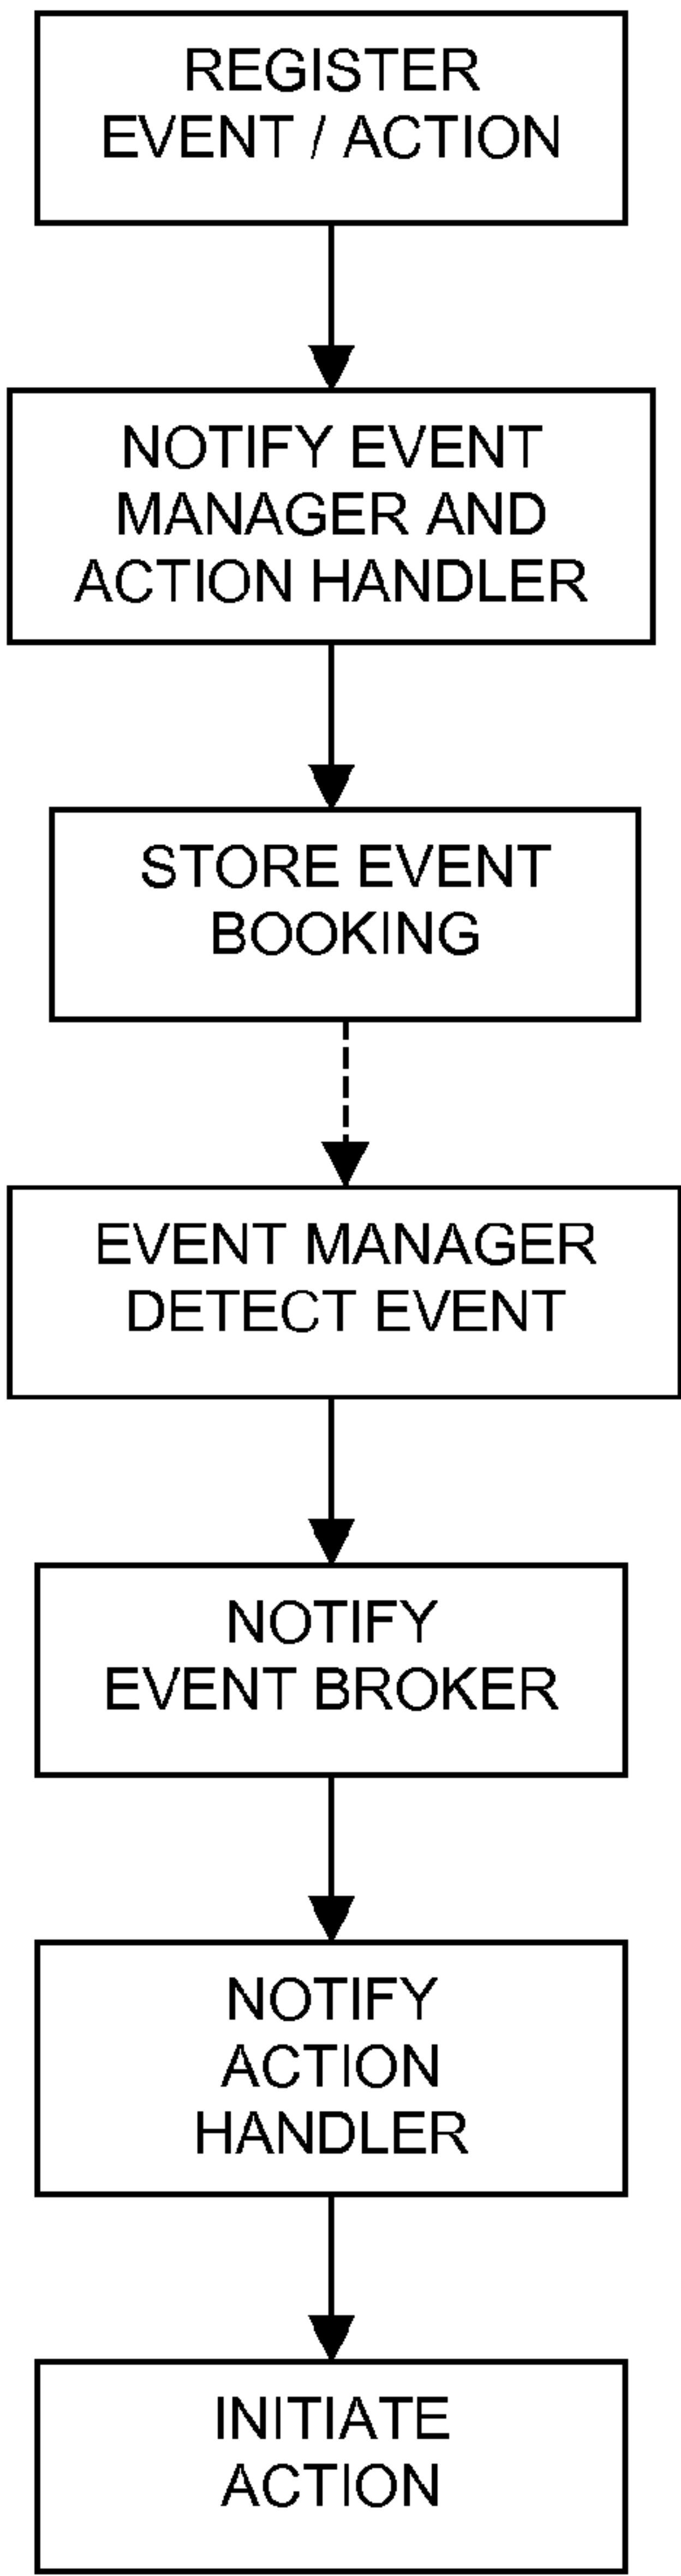 REGISTER
EVENT / ACTION
NOTIFY EVENT
MANAGER AND
ACTION HANDLER
STORE EVENT
BOOKING
EVENT MANAGER
DETECT EVENT
NOTIFY
EVENT BROKER
NOTIFY
ACTION
HANDLER
INITIATE
ACTION